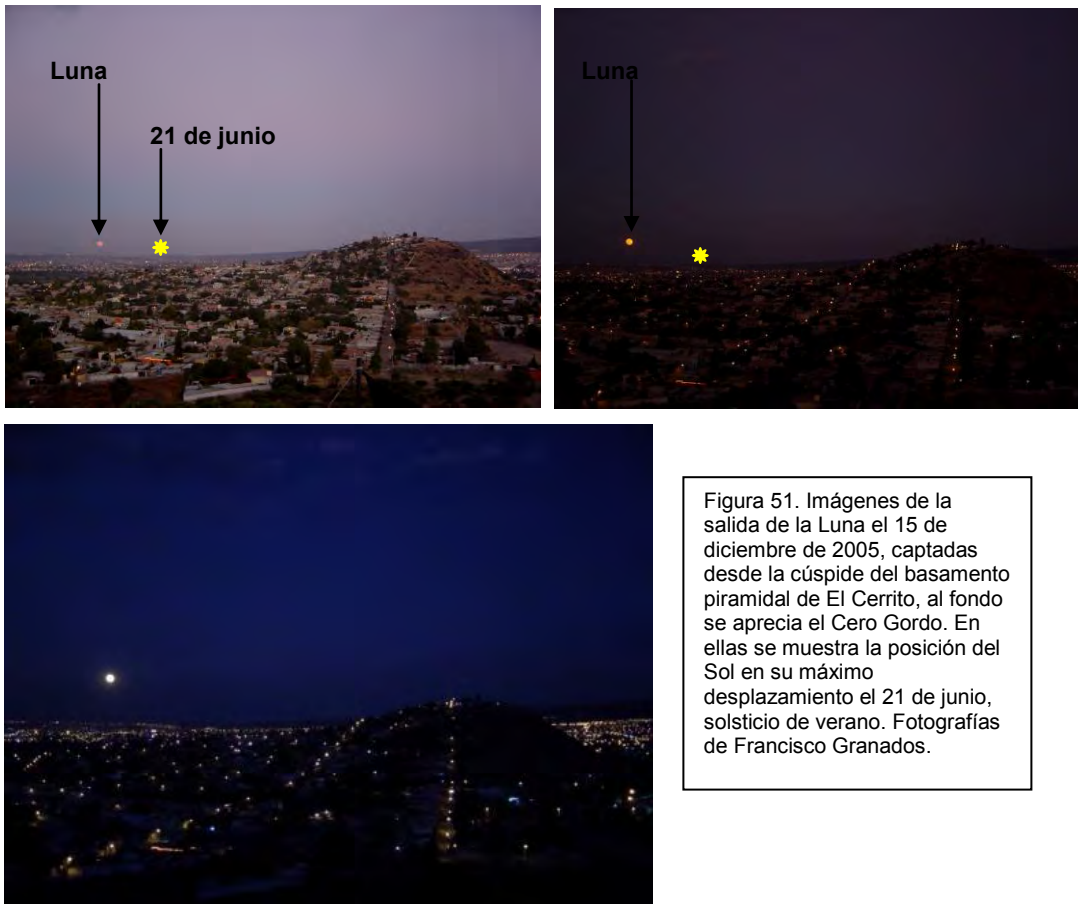 Luna
21 de junio
Luna
Figura 51. Imágenes de la
salida de la Luna el 15 de
diciembre de 2005, captadas
desde la cúspide del basamento
piramidal de El Cerrito, al fondo
se aprecia el Cero Gordo. En
ellas se muestra la posición del
Sol en su máximo
desplazamiento el 21 de junio,
solsticio de verano. Fotografías
de Francisco Granados.